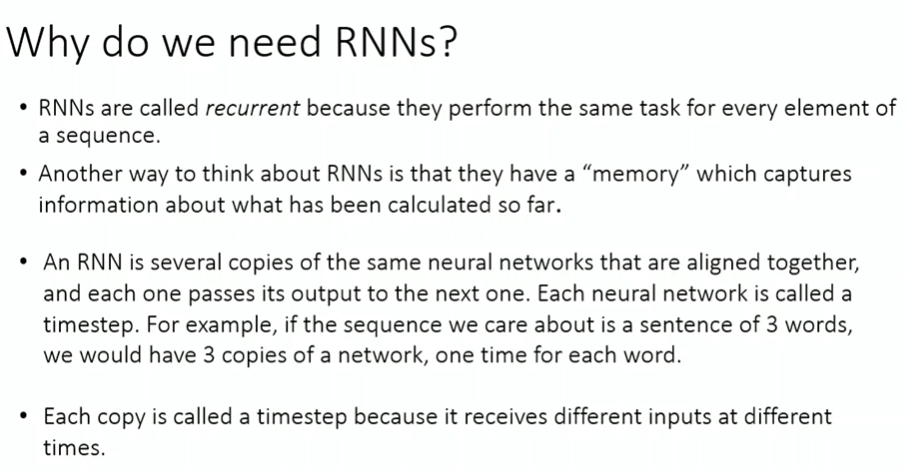 Why do we need RNNs?
• RNNs are called recurrent because they perform the same task for every element of
a sequence.
• Another way to think about RNNs is that they have a “memory” which captures
information about what has been calculated so far.
• An RNN is several copies of the same neural networks that are aligned together,
and each one passes its output to the next one. Each neural network is called a
timestep. For example, if the sequence we care about is a sentence of 3 words,
we would have 3 copies of a network, one time for each word.
• Each copy is called a timestep because it receives different inputs at different
times.